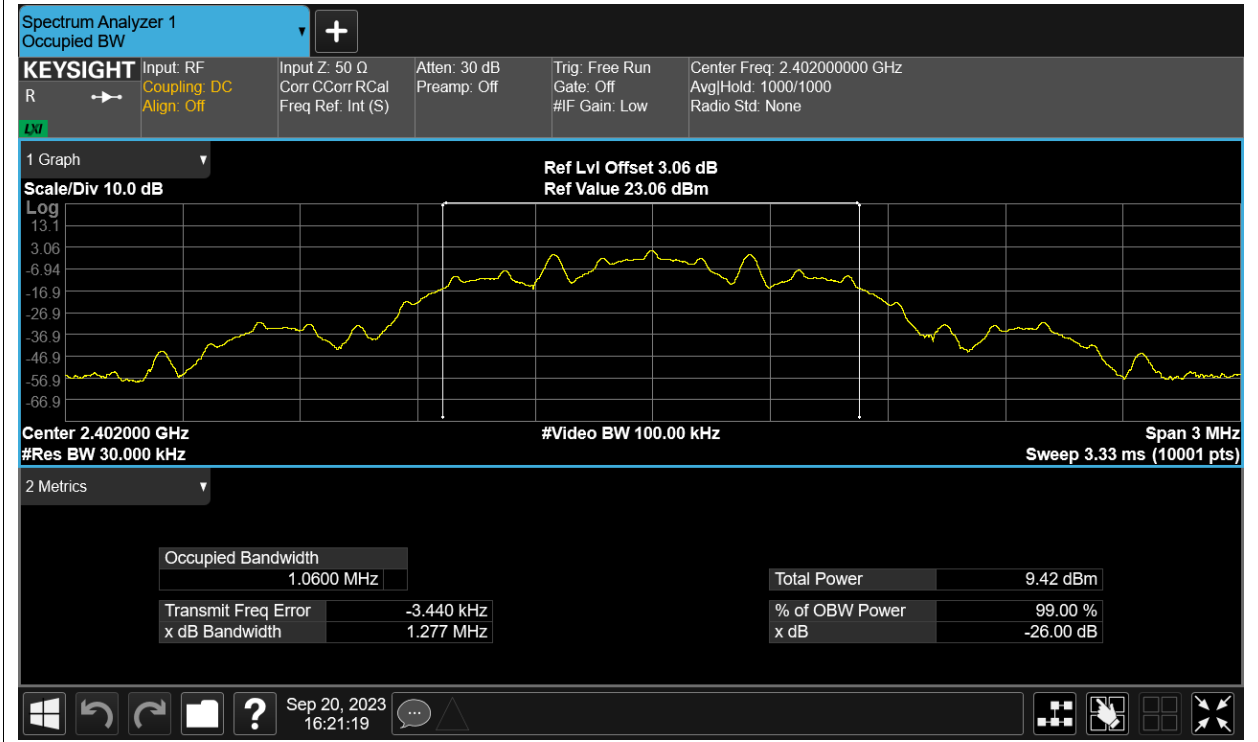 Spectrum Analyzer 1
Occupied BW
KEYSIGHT
R
LXI
Input: RF
Coupling: DC
Align: Off
Input Z: 50 Ω
Corr CCorr RCal
Freq Ref: Int (S)
Atten: 30 dB
Preamp: Off
Trig: Free Run
Gate: Off
#IF Gain: Low
Center Freq: 2.402000000 GHz
Avg|Hold: 1000/1000
Radio Std: None
1 Graph
Scale/Div 10.0 dB
Ref Lvl Offset 3.06 dB
Ref Value 23.06 dBm
Log
13.1
3.06
-6.94
-16.9
-26.9
-36.9
-46.9
-56.9
-66.9
Center 2.402000 GHz
#Video BW 100.00 kHz
Span 3 MHz
#Res BW 30.000 kHz
Sweep 3.33 ms (10001 pts)
2 Metrics
Occupied Bandwidth
1.0600 MHz
Total Power 9.42 dBm
Transmit Freq Error -3.440 kHz
% of OBW Power 99.00 %
x dB Bandwidth 1.277 MHz
x dB -26.00 dB
?
Sep 20, 2023
16:21:19